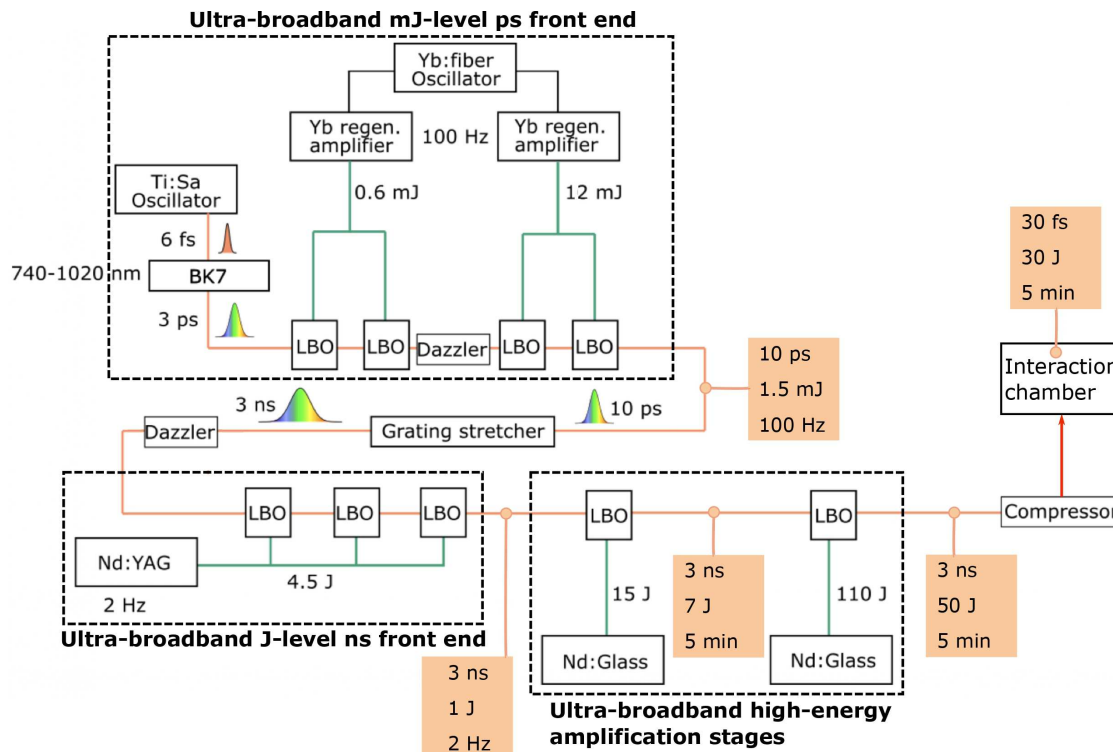 Ultra-broadband mJ-level ps front end
Yb:fiber
Oscillator
Yb regen.
amplifier
100 Hz
Yb regen.
amplifier
Ti:Sa
Oscillator
0.6 mJ
12 mJ
6 fs
740-1020 nm
BK7
3 ps
LBO
LBO
Dazzler
LBO
LBO
10 ps
1.5 mJ
100 Hz
30 fs
30 J
5 min
Interaction
chamber
3 ns
10 ps
Dazzler
Grating stretcher
LBO
LBO
LBO
Nd:YAG
4.5 J
2 Hz
Ultra-broadband J-level ns front end
3 ns
1 J
2 Hz
LBO
LBO
15 J
3 ns
7 J
5 min
110 J
Nd:Glass
Nd:Glass
Ultra-broadband high-energy
amplification stages
3 ns
50 J
5 min
Compressor